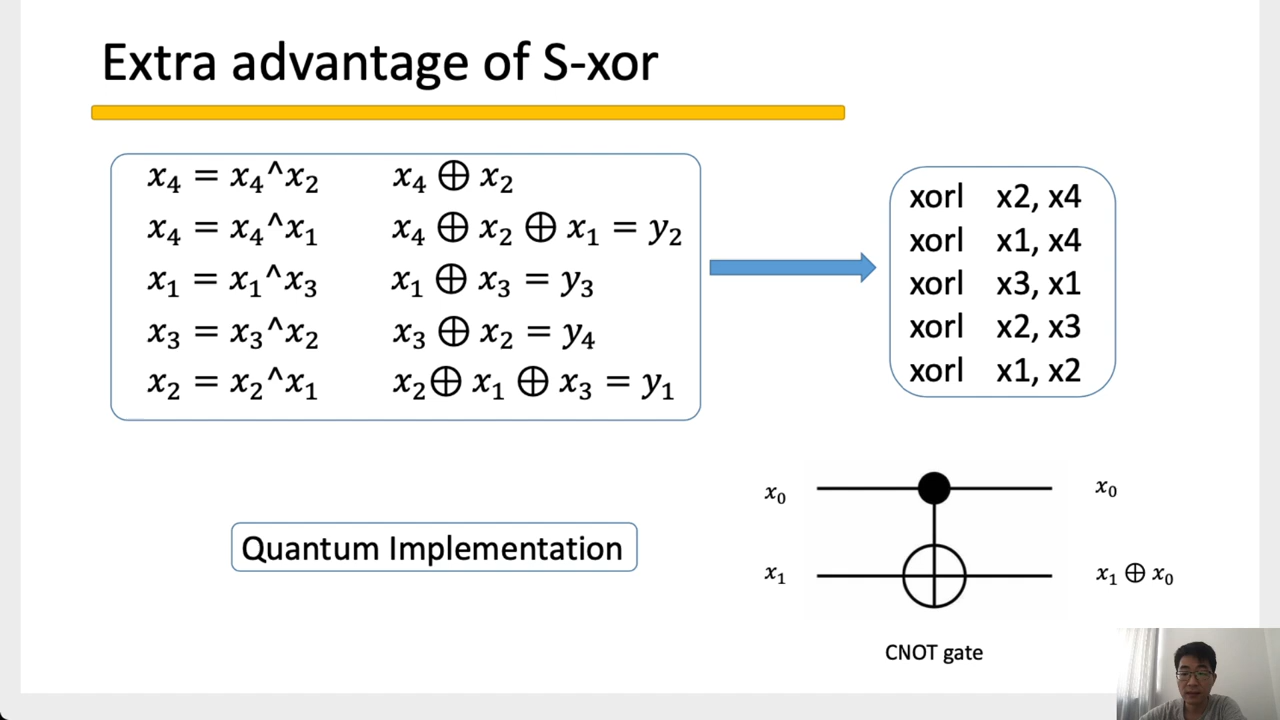 Extra advantage of S-xor
x₄ = x₄^x₂ x₄ ⊕ x₂
x₄ = x₄^x₁ x₄ ⊕ x₂ ⊕ x₁ = y₂
x₁ = x₁^x₃ x₁ ⊕ x₃ = y₃
x₃ = x₃^x₂ x₃ ⊕ x₂ = y₄
x₂ = x₂^x₁ x₂⊕ x₁ ⊕ x₃ = y₁
xorl x2, x4
xorl x1, x4
xorl x3, x1
xorl x2, x3
xorl x1, x2
Quantum Implementation
x₀ x₀
x₁ x₁ ⊕ x₀
CNOT gate